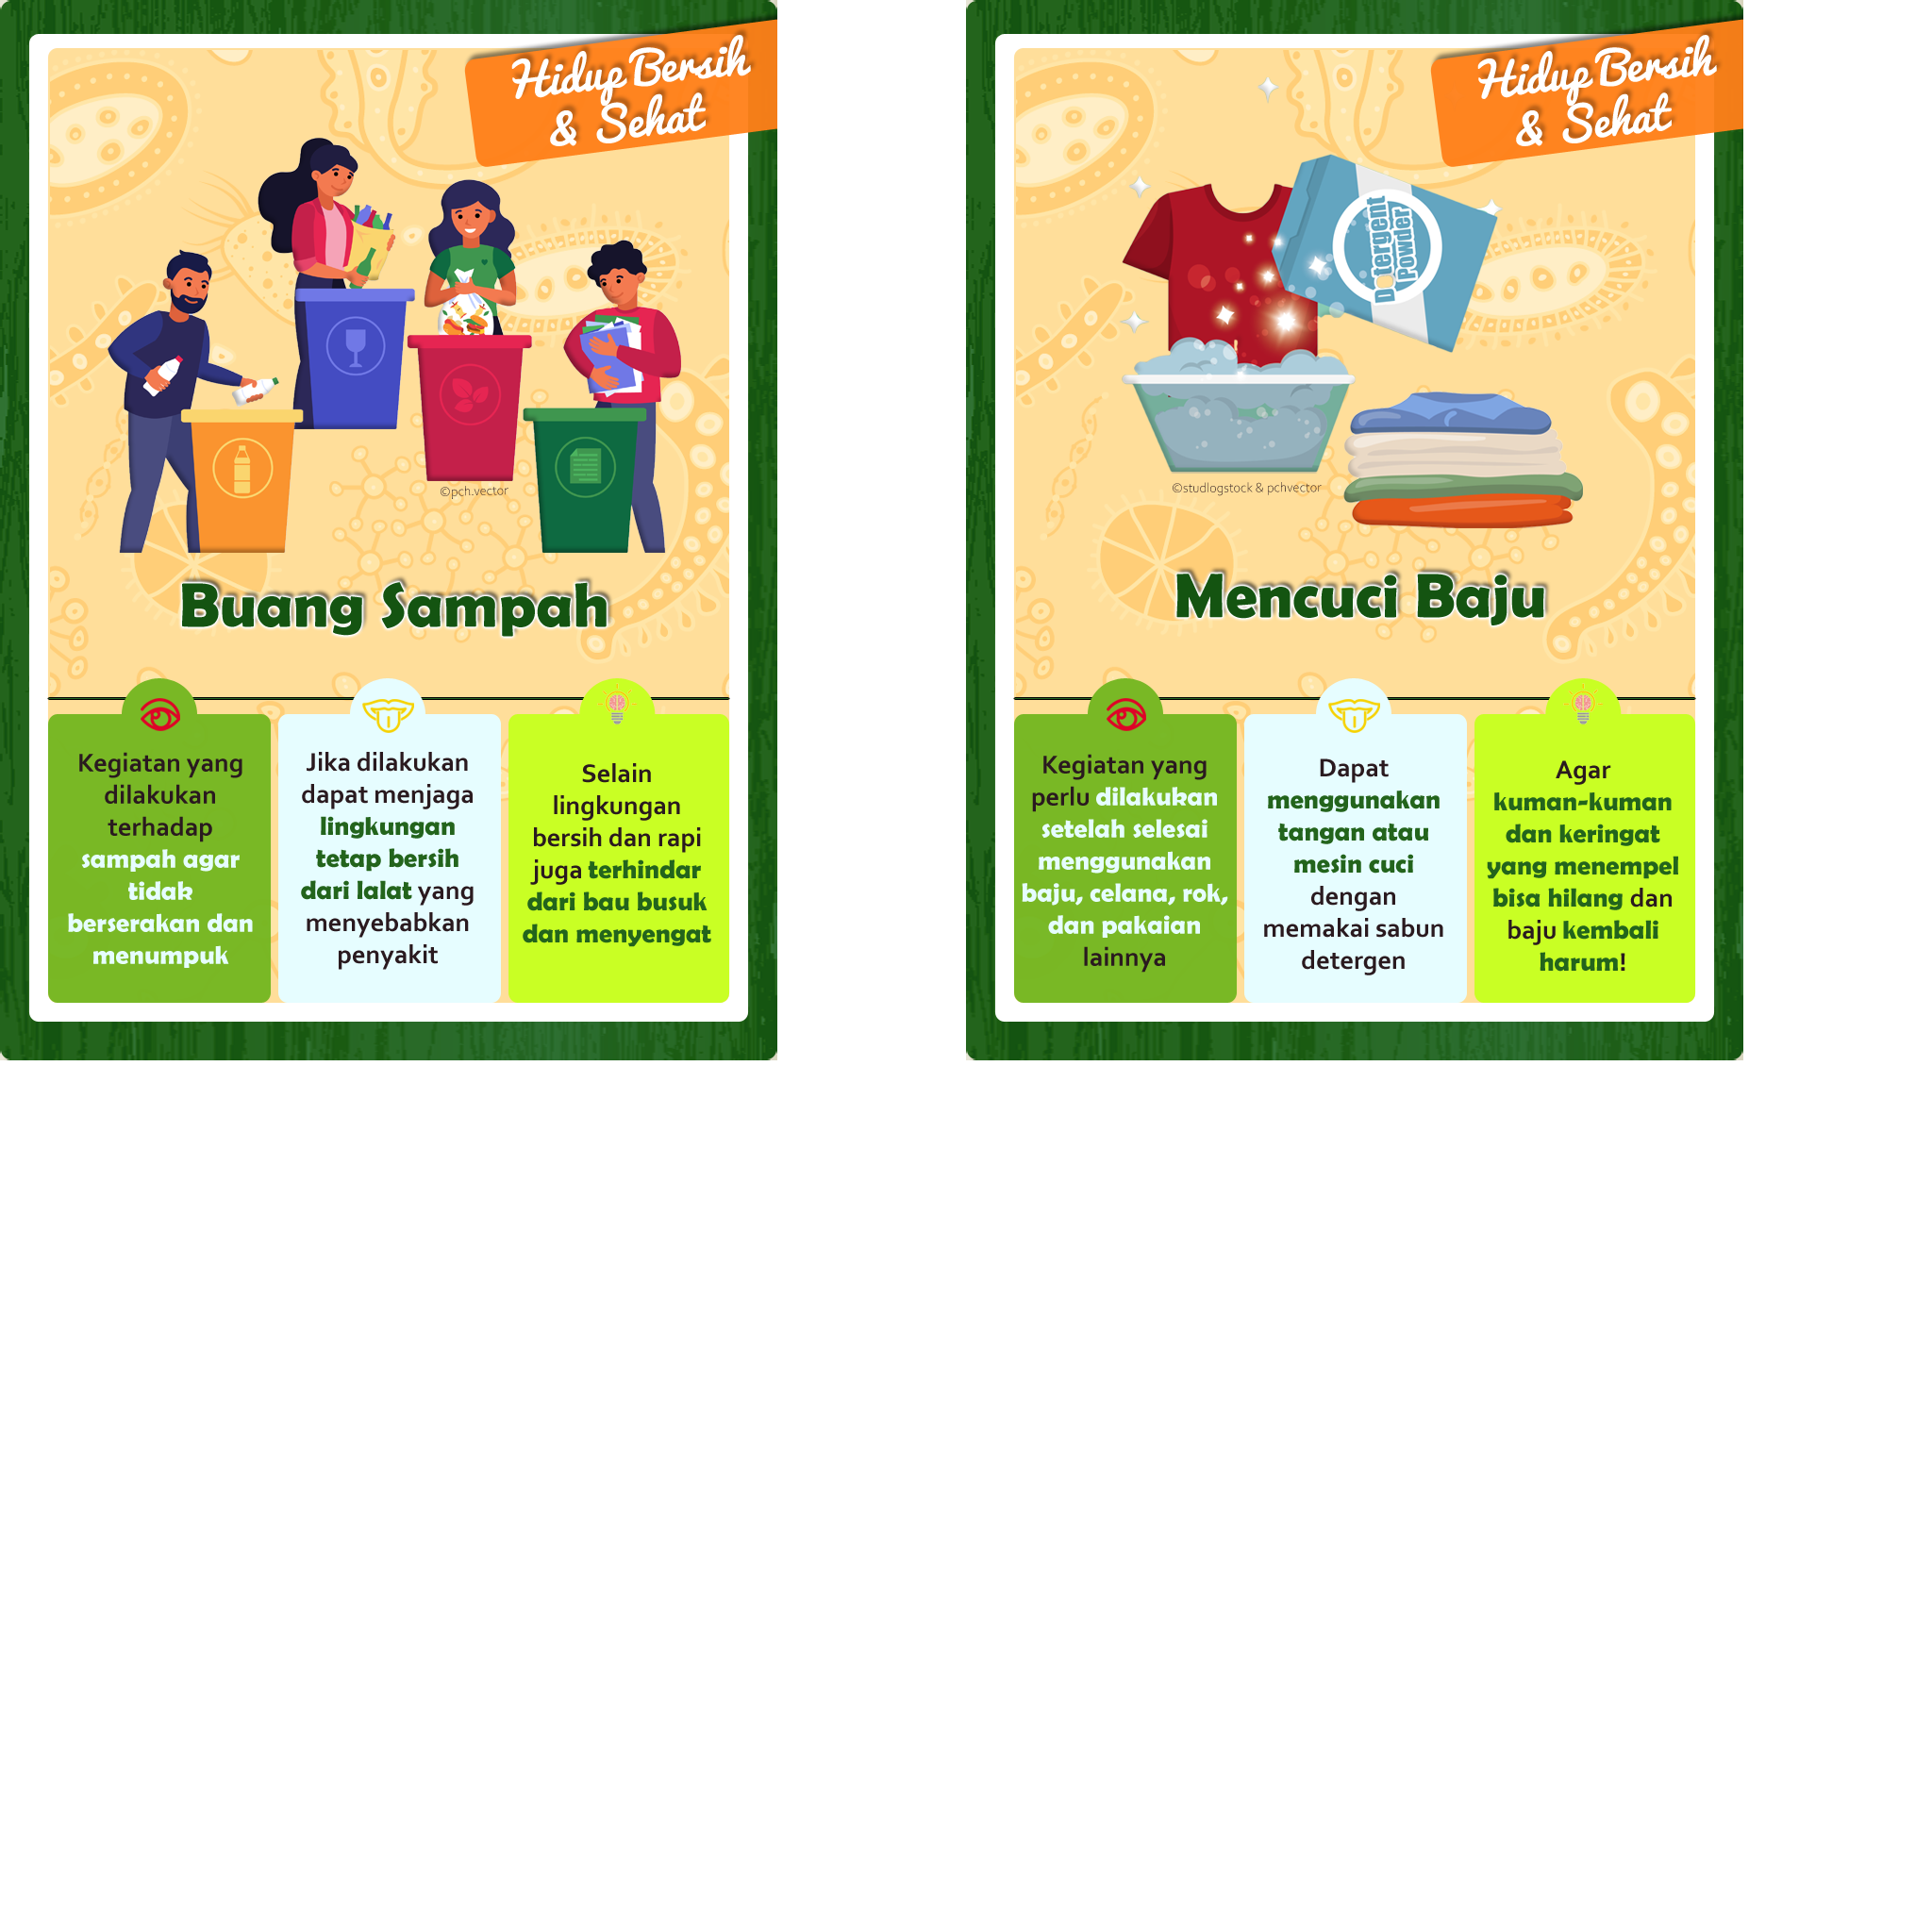 Hidup Bersih
& Sehat
©pch.vector
Buang Sampah
Kegiatan yang
dilakukan
terhadap
sampah agar
tidak
berserakan dan
menumpuk
Jika dilakukan
dapat menjaga
lingkungan
tetap bersih
dari lalat yang
menyebabkan
penyakit
Selain
lingkungan
bersih dan rapi
juga terhindar
dari bau busuk
dan menyengat
Hidup Bersih
& Sehat
Detergent
Powder
©studlogstock & pchvector
Mencuci Baju
Kegiatan yang
perlu dilakukan
setelah selesai
menggunakan
baju, celana, rok,
dan pakaian
lainnya
Dapat
menggunakan
tangan atau
mesin cuci
dengan
memakai sabun
detergen
Agar
kuman-kuman
dan keringat
yang menempel
bisa hilang dan
baju kembali
harum!